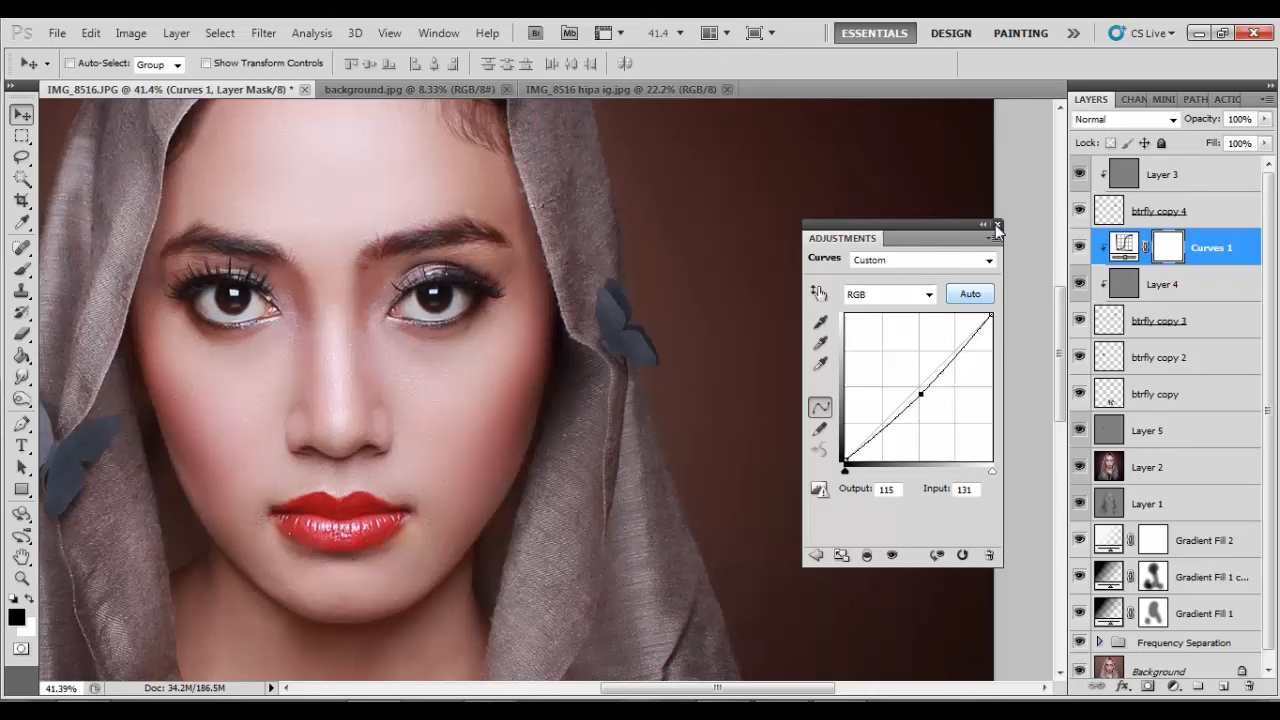 Ps File Edit Image Layer Select Filter Analysis 3D View Window Help Br Mb 41.4 ESSENTIALS DESIGN PAINTING CS Live
Auto-Select: Group Show Transform Controls
IMG_8516.JPG @ 41.4% (Curves 1, Layer Mask/8) * background.jpg @ 8.33% (RGB/8#) IMG_8516 hipa ig.jpg @ 22.2% (RGB/8)
LAYERS CHAN MINI PATH ACTIC
Normal Opacity: 100%
Lock: Fill: 100%
Layer 3
btrfly copy 4
Curves 1
Layer 4
btrfly copy 3
btrfly copy 2
btrfly copy
Layer 5
Layer 2
Layer 1
Gradient Fill 2
Gradient Fill 1 c...
Gradient Fill 1
Frequency Separation
Background
ADJUSTMENTS
Curves Custom
RGB Auto
Output: 115 Input: 131
T
41.39% Doc: 34.2M/186.5M
fx